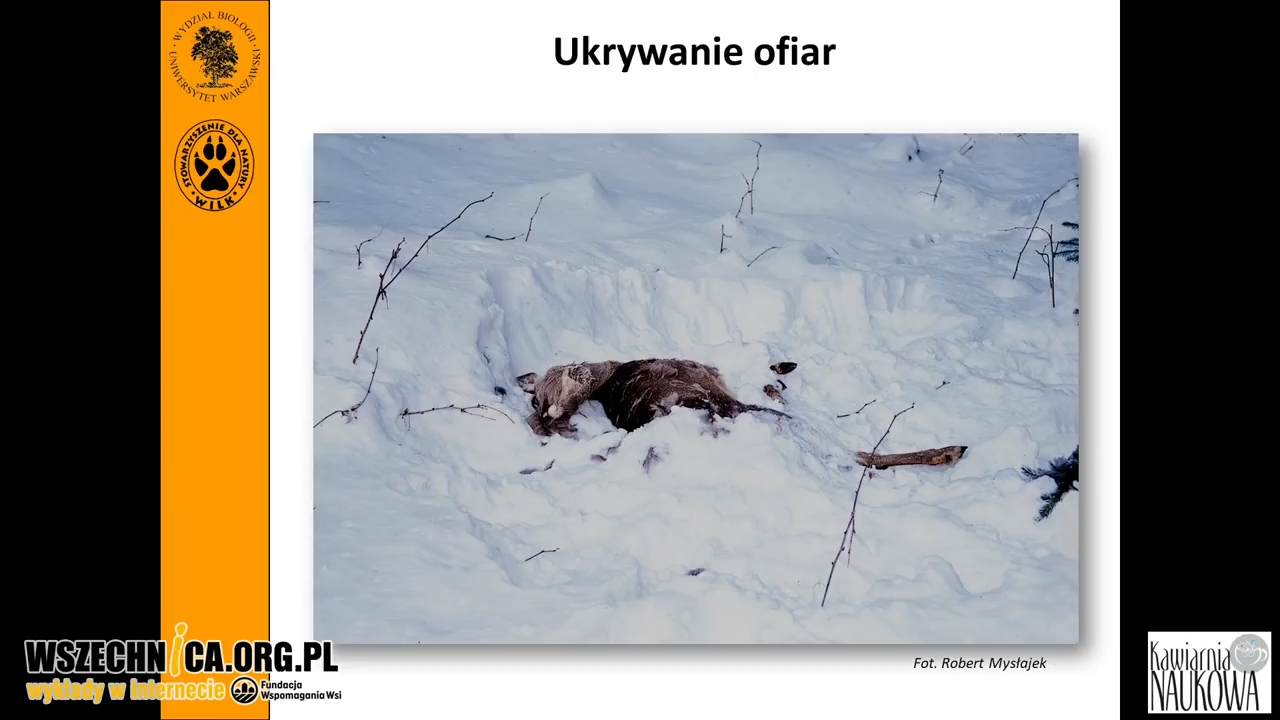 Ukrywanie ofiar
WYDZIAŁ BIOLOGII
UNIWERSYTET WARSZAWSKI
STOWARZYSZENIE DLA NATURY
WILK
Fot. Robert Mysłajek
WSZECHNICA.ORG.PL
wykłady w internecie
Fundacja
Wspomagania Wsi
Kawiarnia
NAUKOWA